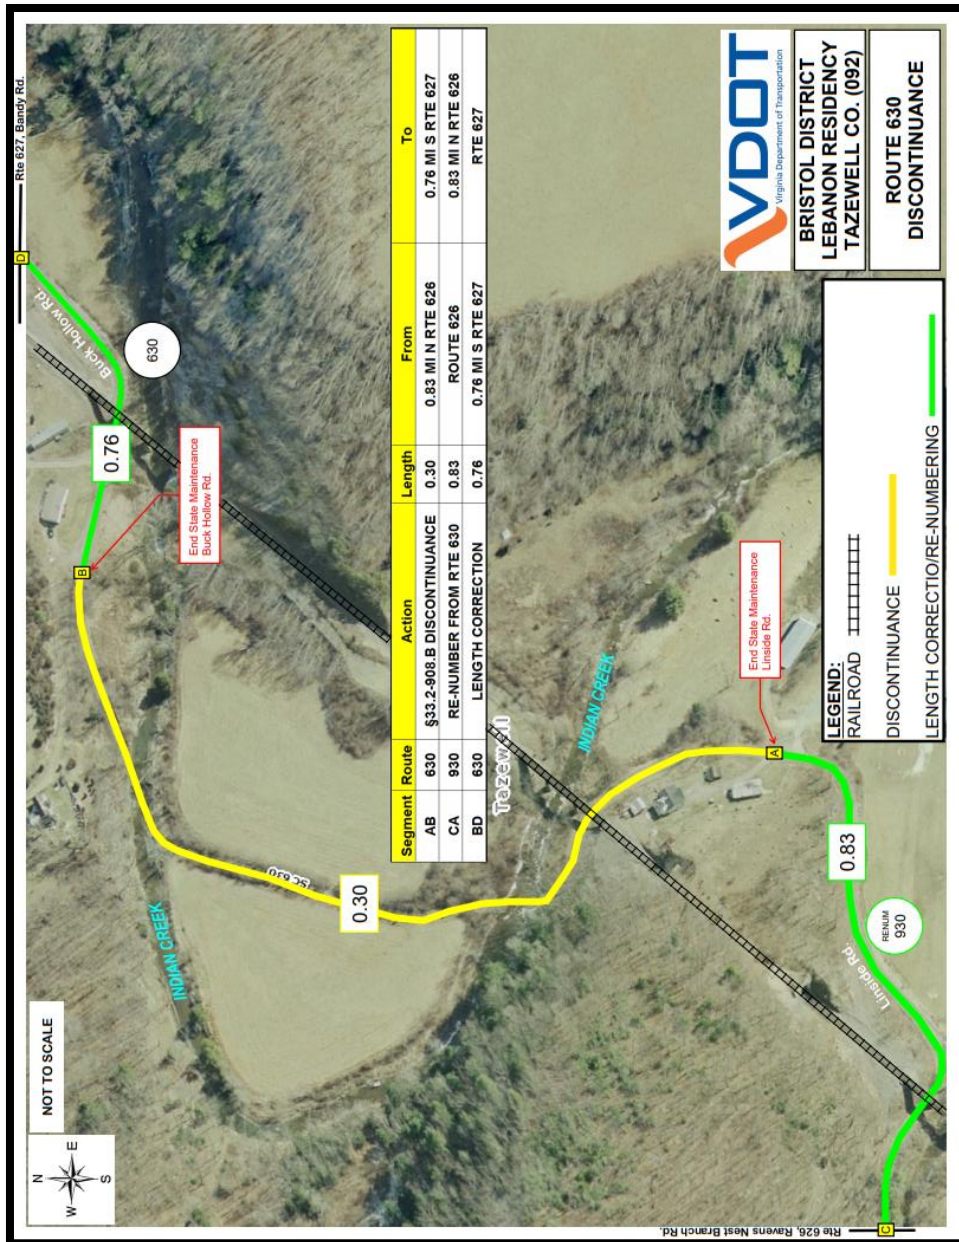 NOT TO SCALE
N
W
E
S
Rte 627, Bandy Rd.
D
Buck Hollow Rd.
630
0.76
End State Maintenance
Buck Hollow Rd.
B
INDIAN CREEK
SC 630
0.30
Segment Route Action Length From To
AB 630 §33.2-908.B DISCONTINUANCE 0.30 0.83 MI N RTE 626 0.76 MI S RTE 627
CA 930 RE-NUMBER FROM RTE 630 0.83 ROUTE 626 0.83 MI N RTE 626
BD 630 LENGTH CORRECTION 0.76 0.76 MI S RTE 627 RTE 627
Tazewell
INDIAN CREEK
End State Maintenance
Linside Rd.
A
0.83
RENUM
930
Linside Rd.
C
Rte 626, Ravens Nest Branch Rd.
LEGEND:
RAILROAD
DISCONTINUANCE
LENGTH CORRECTIO/RE-NUMBERING
VDOT
Virginia Department of Transportation
BRISTOL DISTRICT
LEBANON RESIDENCY
TAZEWELL CO. (092)
ROUTE 630
DISCONTINUANCE